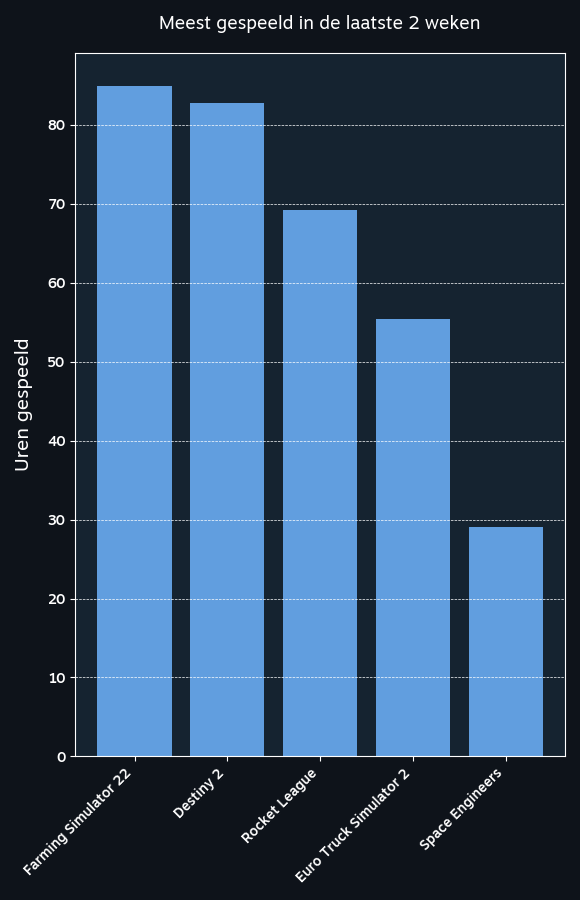 Meest gespeeld in de laatste 2 weken
Uren gespeeld
80
70
60
50
40
30
20
10
0
Farming Simulator 22
Destiny 2
Rocket League
Euro Truck Simulator 2
Space Engineers